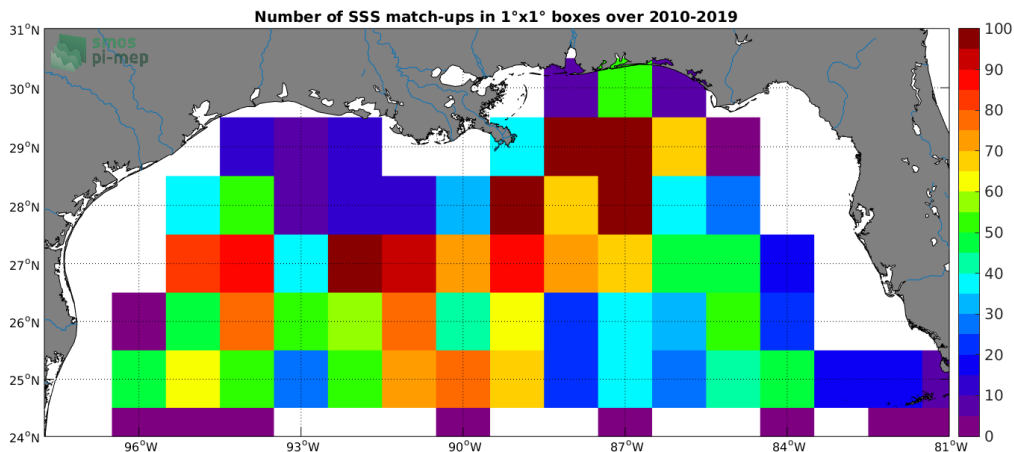 Number of SSS match-ups in 1°x1° boxes over 2010-2019
smos
pi-mep
31°N
30°N
29°N
28°N
27°N
26°N
25°N
24°N
96°W 93°W 90°W 87°W 84°W 81°W
100
90
80
70
60
50
40
30
20
10
0